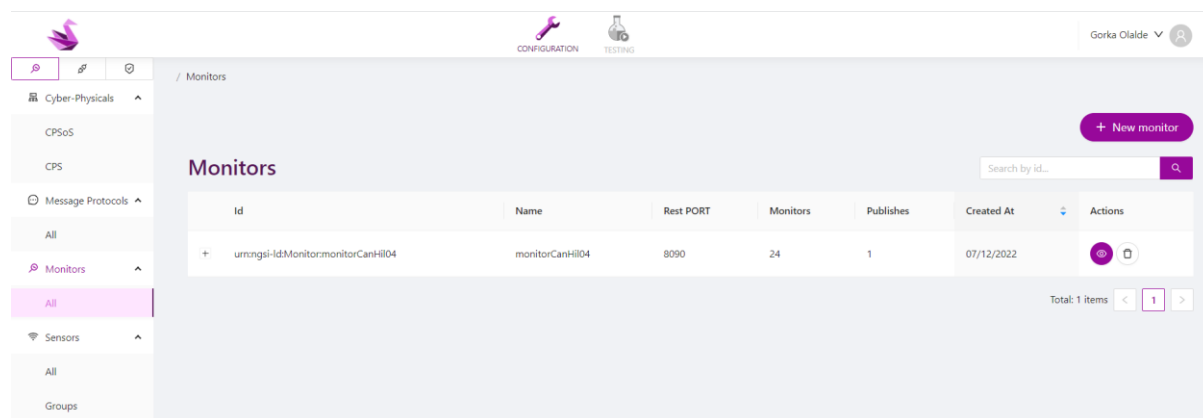 CONFIGURATION
TESTING
Gorka Olalde
Cyber-Physicals
CPSoS
CPS
Message Protocols
All
Monitors
All
Sensors
All
Groups
/ Monitors
+ New monitor
Monitors
Search by id...
Id Name Rest PORT Monitors Publishes Created At Actions
+ urn:ngsi-ld:Monitor:monitorCanHil04 monitorCanHil04 8090 24 1 07/12/2022
Total: 1 items < 1 >